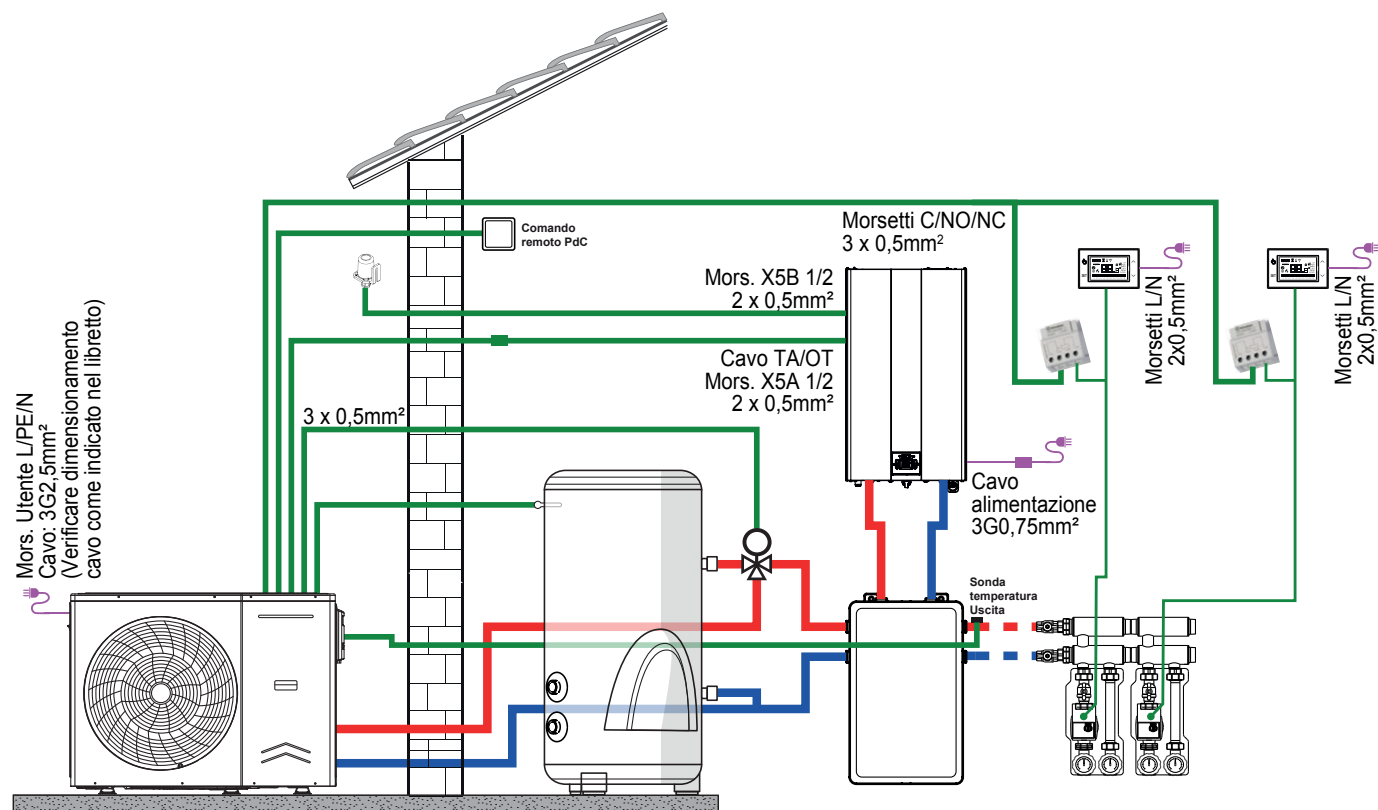 Comando
remoto PdC
Morsetti C/NO/NC
3 x 0,5mm²
Mors. X5B 1/2
2 x 0,5mm²
Cavo TA/OT
Mors. X5A 1/2
2 x 0,5mm²
Morsetti L/N
2x0,5mm²
Morsetti L/N
2x0,5mm²
3 x 0,5mm²
Mors. Utente L/PE/N
Cavo: 3G2,5mm²
(Verificare dimensionamento
cavo come indicato nel libretto)
Cavo
alimentazione
3G0,75mm²
Sonda
temperatura
Uscita